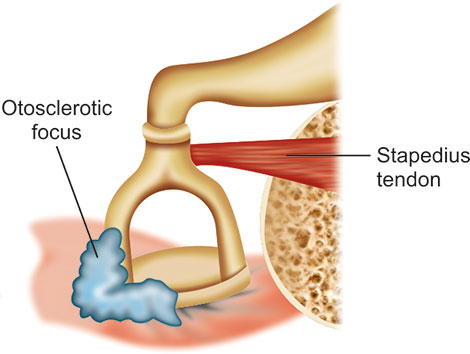 Otosclerotic
focus
Stapedius
tendon